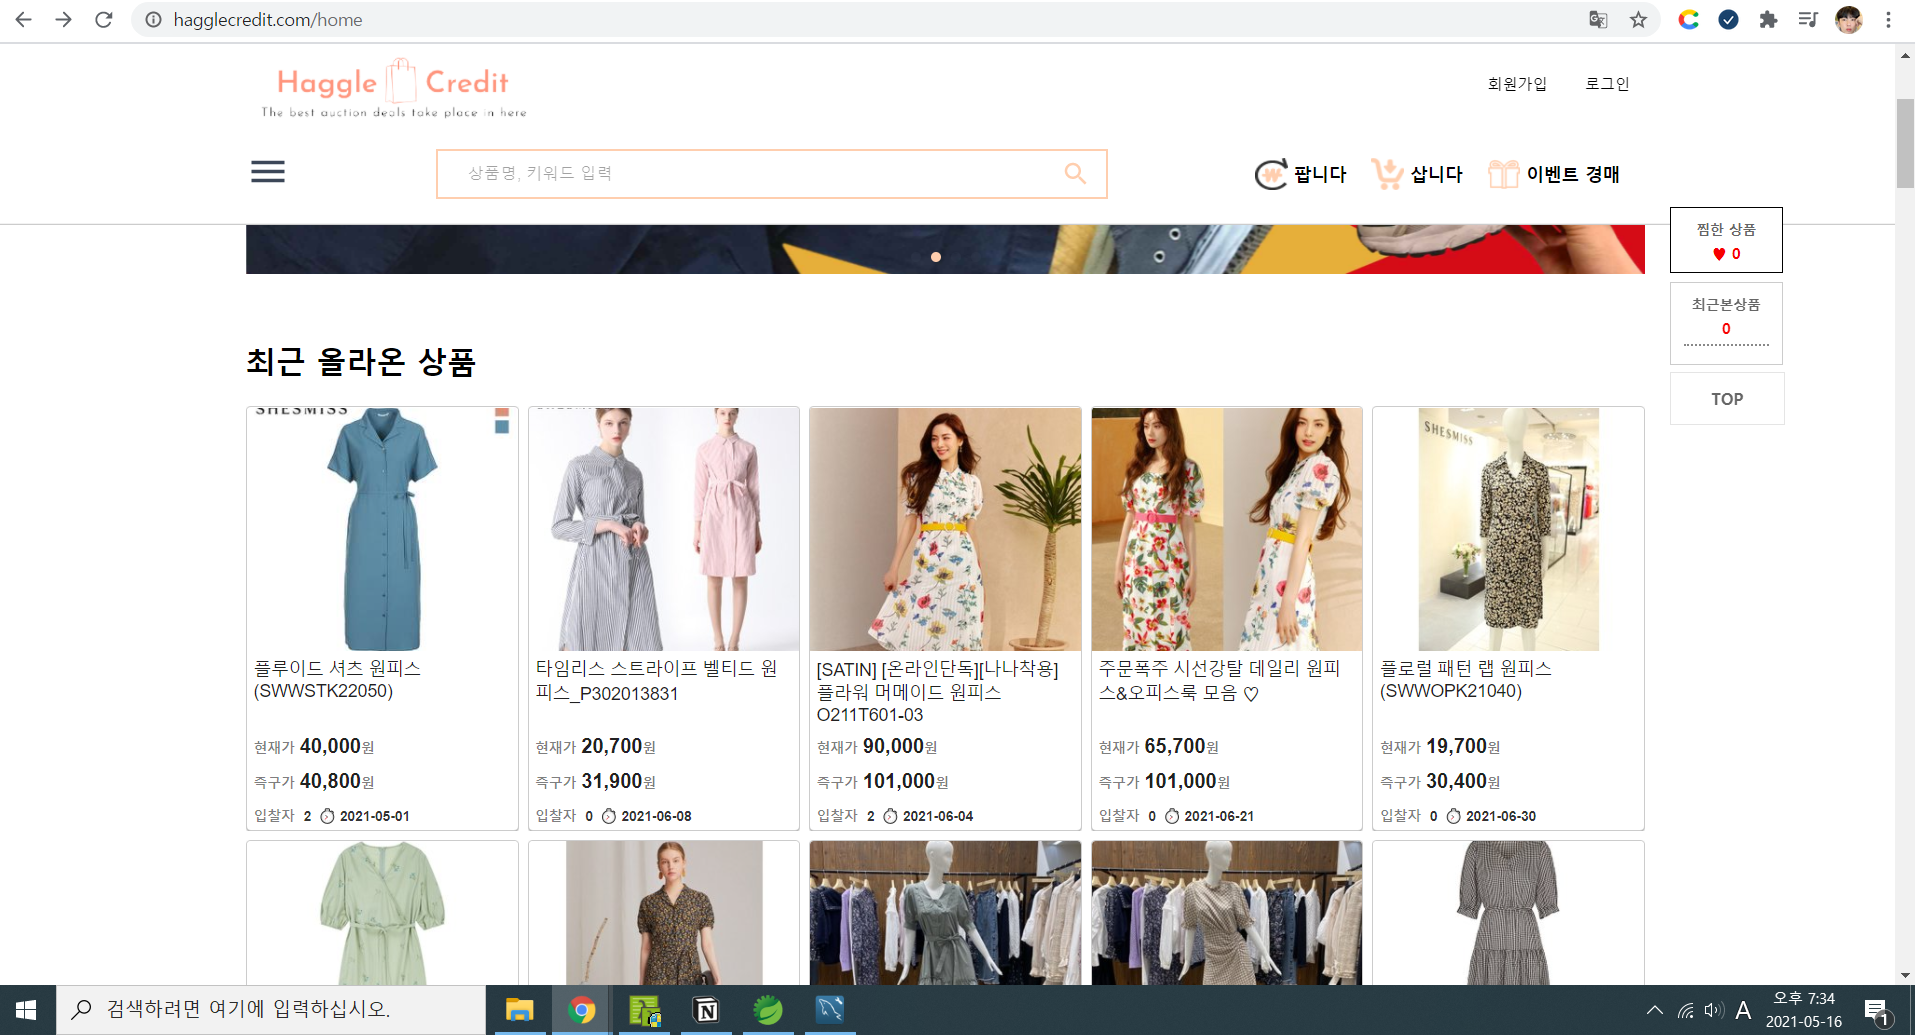 hagglecredit.com/home
Haggle Credit
The best auction deals take place in here
회원가입 로그인
상품명, 키워드 입력
팝니다 삽니다 이벤트 경매
찜한 상품
♥ 0
최근본상품
0
TOP
최근 올라온 상품
SHESMISS
SHESMISS
플루이드 셔츠 원피스
(SWWSTK22050)
현재가 40,000원
즉구가 40,800원
입찰자 2 2021-05-01
타임리스 스트라이프 벨티드 원
피스_P302013831
현재가 20,700원
즉구가 31,900원
입찰자 0 2021-06-08
[SATIN] [온라인단독][나나착용]
플라워 머메이드 원피스
O211T601-03
현재가 90,000원
즉구가 101,000원
입찰자 2 2021-06-04
주문폭주 시선강탈 데일리 원피
스&오피스룩 모음 ♡
현재가 65,700원
즉구가 101,000원
입찰자 0 2021-06-21
플로럴 패턴 랩 원피스
(SWWOPK21040)
현재가 19,700원
즉구가 30,400원
입찰자 0 2021-06-30
검색하려면 여기에 입력하십시오.
A
오후 7:34
2021-05-16
1